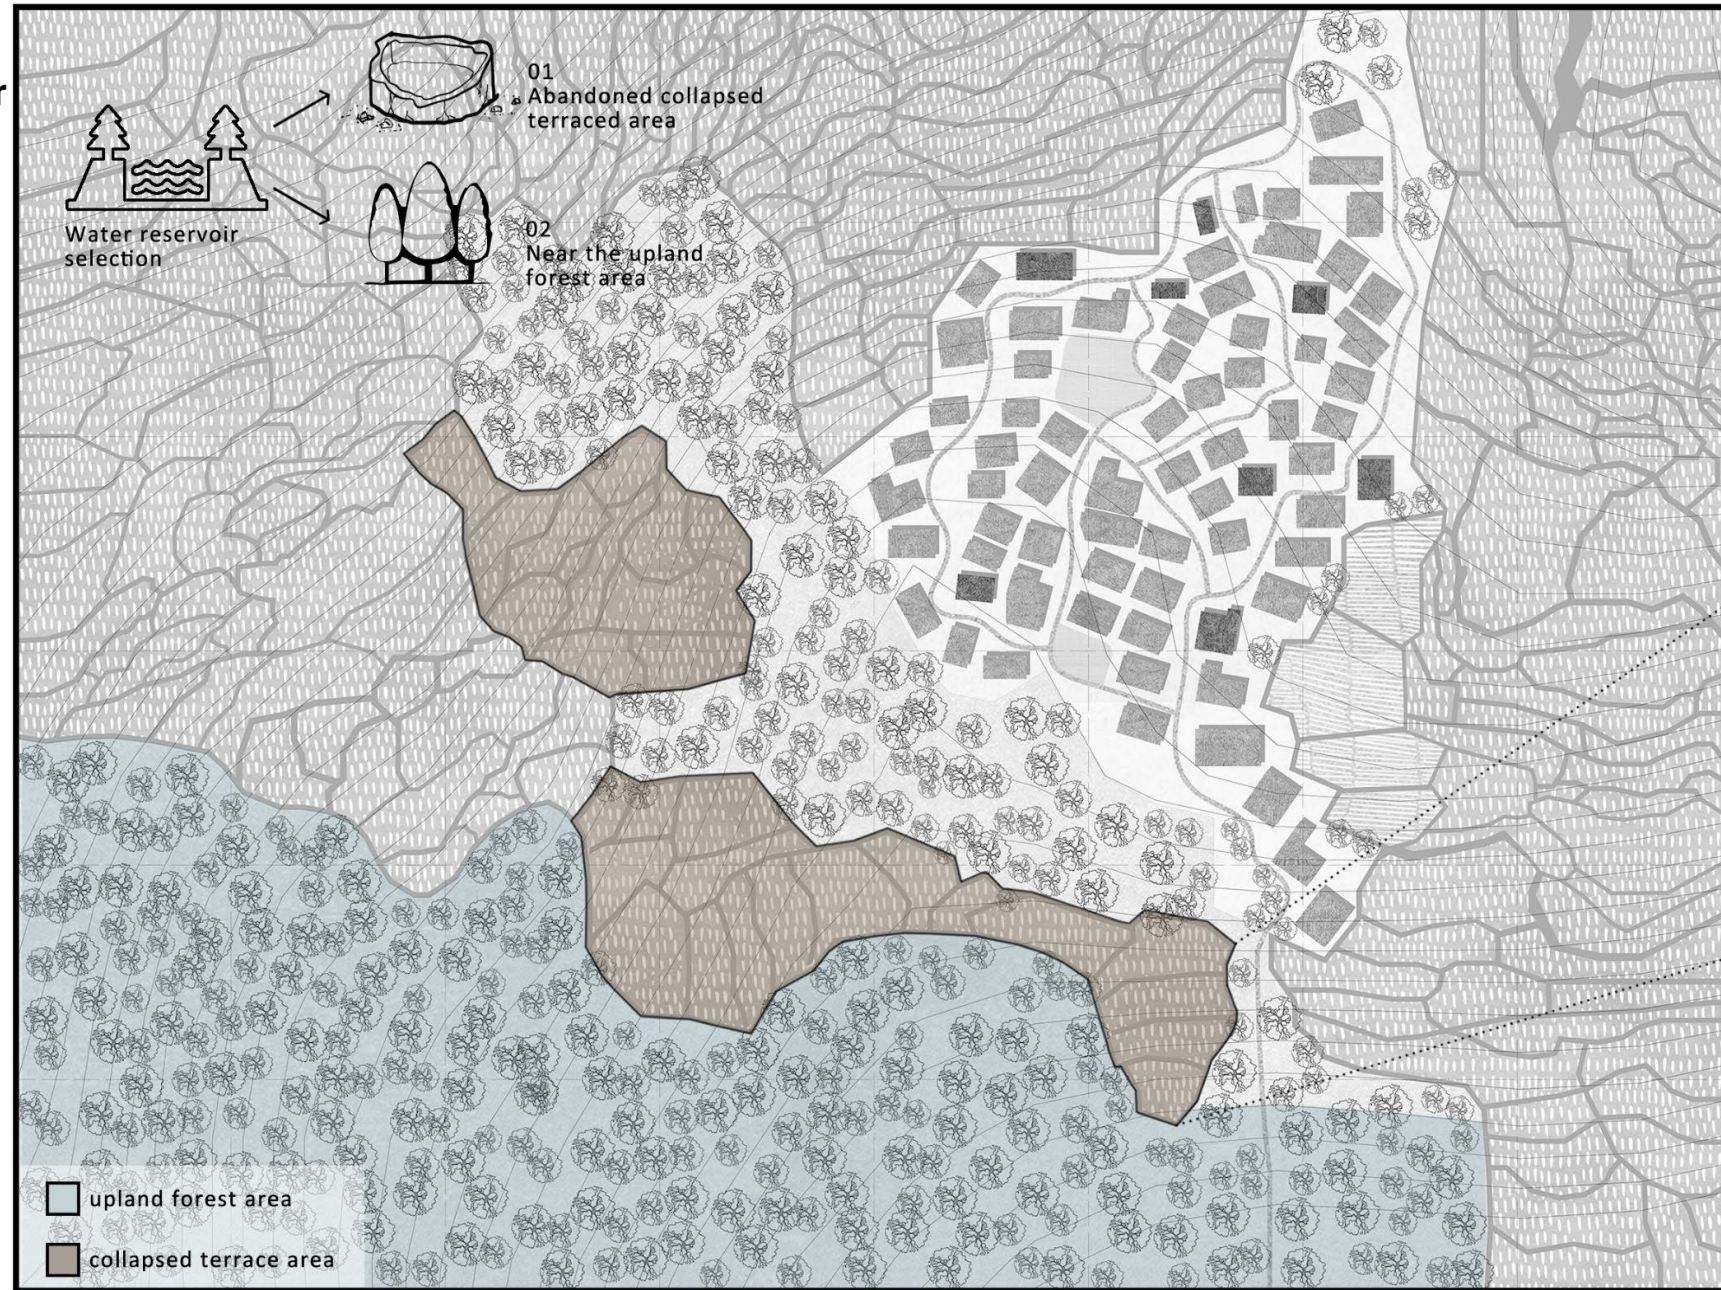 r
01
Abandoned collapsed
terraced area
Water reservoir
selection
02
Near the upland
forest area
upland forest area
collapsed terrace area